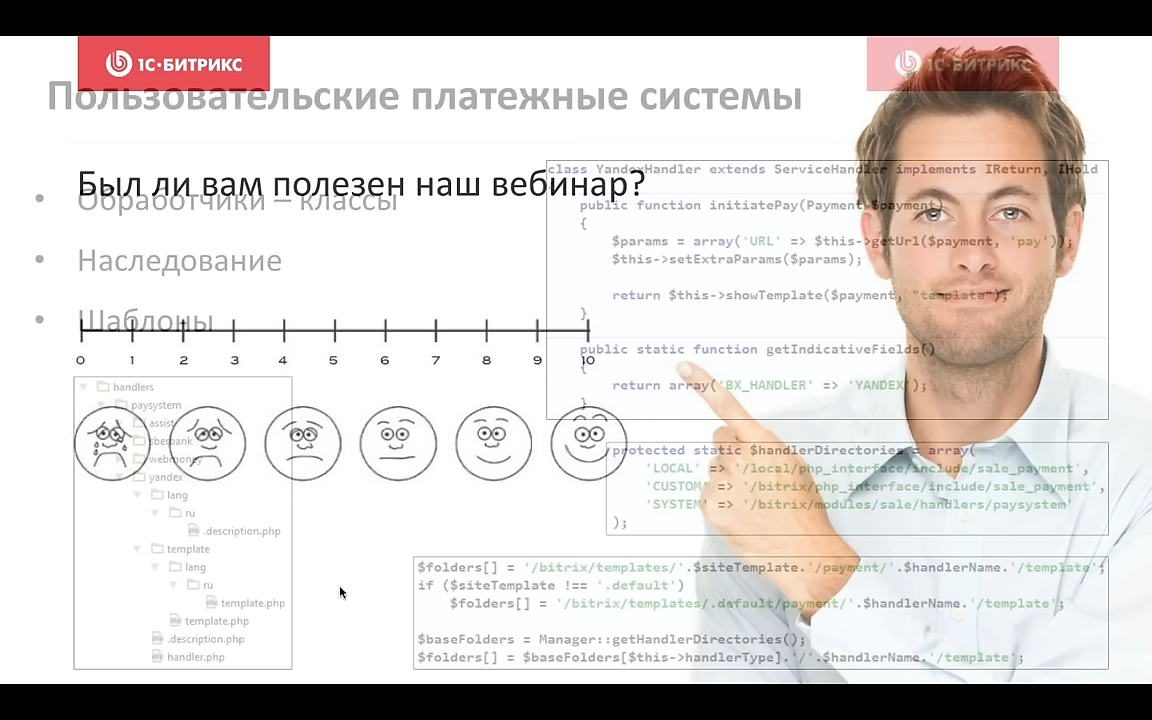 1С·БИТРИКС
1С·БИТРИКС
Пользовательские платежные системы
Был ли вам полезен наш вебинар?
• Обработчики – классы
• Наследование
• Шаблоны
0 1 2 3 4 5 6 7 8 9 10
handlers
paysystem
assist
sberbank
webmoney
yandex
lang
ru
.description.php
template
lang
ru
template.php
template.php
.description.php
handler.php
class YandexHandler extends ServiceHandler implements IReturn, IHold
public function initiatePay(Payment $payment)
{
$params = array('URL' => $this->getUrl($payment, 'pay'));
$this->setExtraParams($params);
return $this->showTemplate($payment, "template");
}
public static function getIndicativeFields()
{
return array('BX_HANDLER' => 'YANDEX');
}
protected static $handlerDirectories = array(
'LOCAL' => '/local/php_interface/include/sale_payment',
'CUSTOM' => '/bitrix/php_interface/include/sale_payment',
'SYSTEM' => '/bitrix/modules/sale/handlers/paysystem'
);
$folders[] = '/bitrix/templates/'.$siteTemplate.'/payment/'.$handlerName.'/template';
if ($siteTemplate !== '.default')
$folders[] = '/bitrix/templates/.default/payment/'.$handlerName.'/template';
$baseFolders = Manager::getHandlerDirectories();
$folders[] = $baseFolders[$this->handlerType].'/'.$handlerName.'/template';